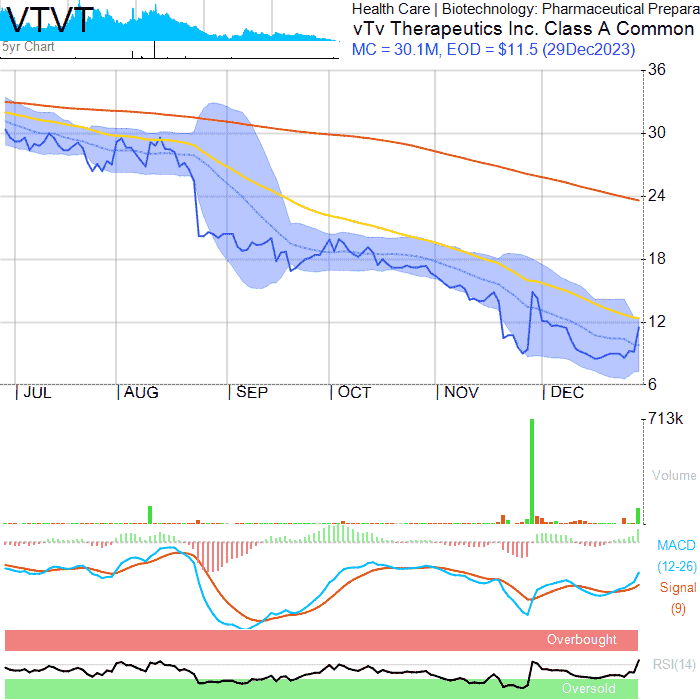 VTVT
5yr Chart
Health Care | Biotechnology: Pharmaceutical Prepara
vTv Therapeutics Inc. Class A Common
MC = 30.1M, EOD = $11.5 (29Dec2023)
36
30
24
18
12
6
JUL
AUG
SEP
OCT
NOV
DEC
713k
Volume
MACD
(12-26)
Signal
(9)
Overbought
RSI(14)
Oversold